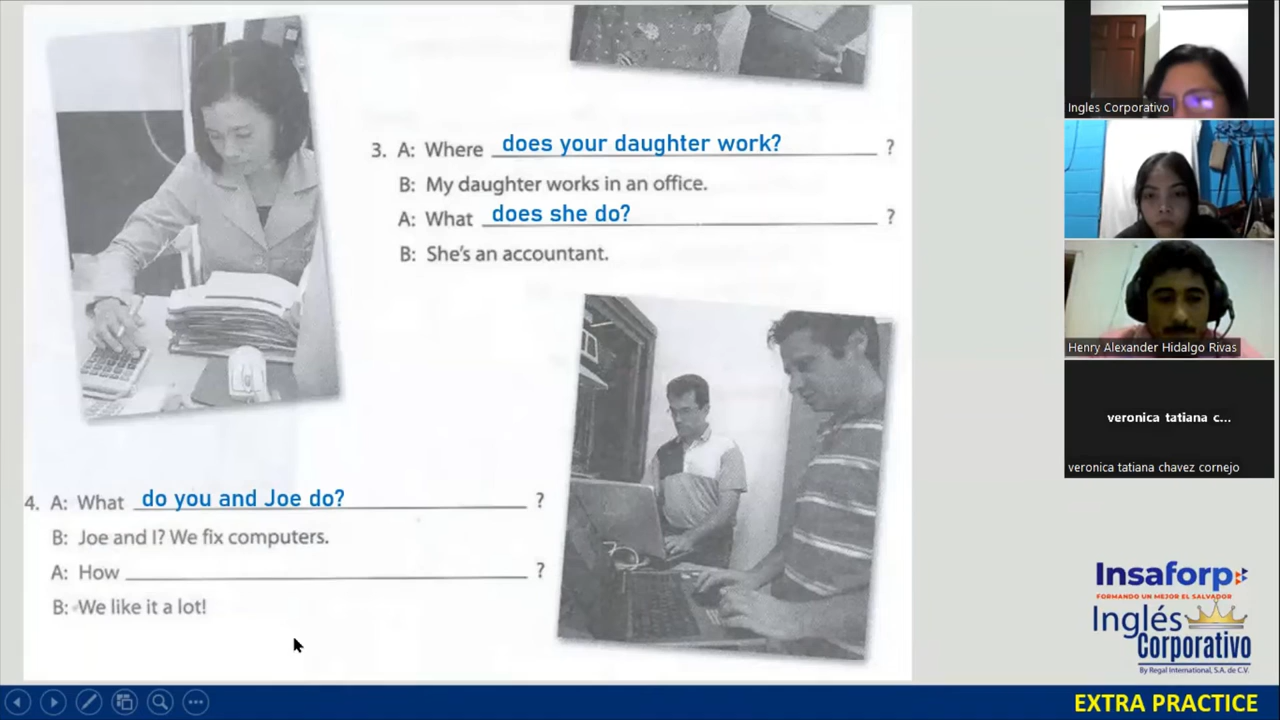 3. A: Where does your daughter work? ?
B: My daughter works in an office.
A: What does she do? ?
B: She's an accountant.
4. A: What do you and Joe do? ?
B: Joe and I? We fix computers.
A: How ?
B: We like it a lot!
Ingles Corporativo
Henry Alexander Hidalgo Rivas
veronica tatiana c...
veronica tatiana chavez cornejo
Insaforp
FORMANDO UN MEJOR EL SALVADOR
Inglés
Corporativo
By Regal International, S.A. de C.V.
EXTRA PRACTICE